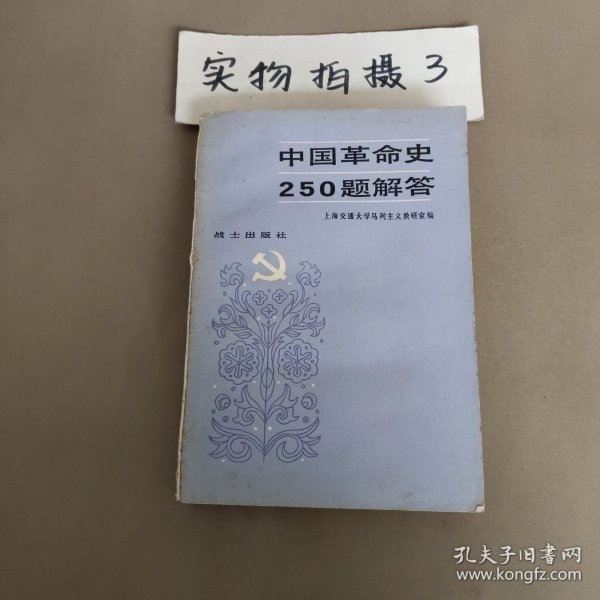 实物拍摄3
中国革命史
250题解答
上海交通大学马列主义教研室编
战士出版社
孔夫子旧书网
www.kongfz.com